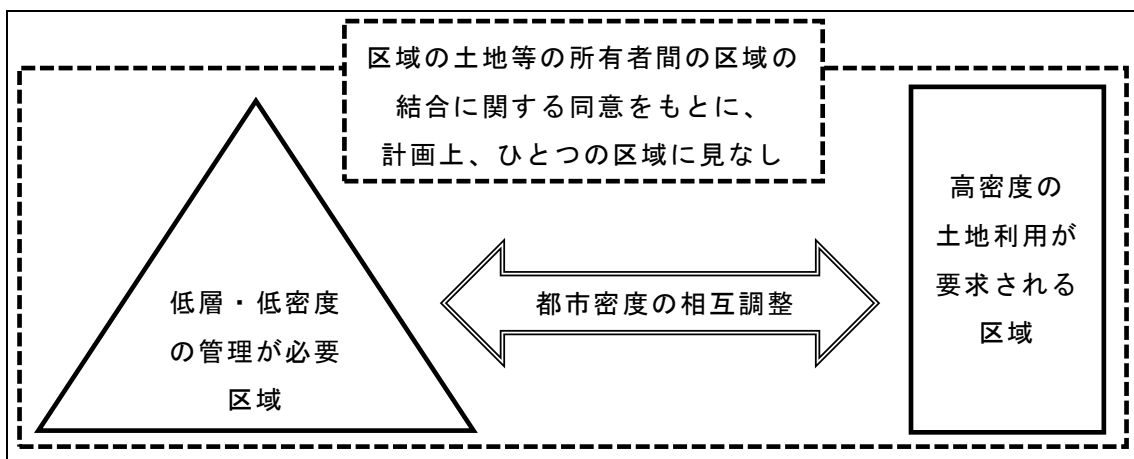 区域の土地等の所有者間の区域の
結合に関する同意をもとに、
計画上、ひとつの区域に見なし
低層・低密度
の管理が必要
区域
都市密度の相互調整
高密度の
土地利用が
要求される
区域